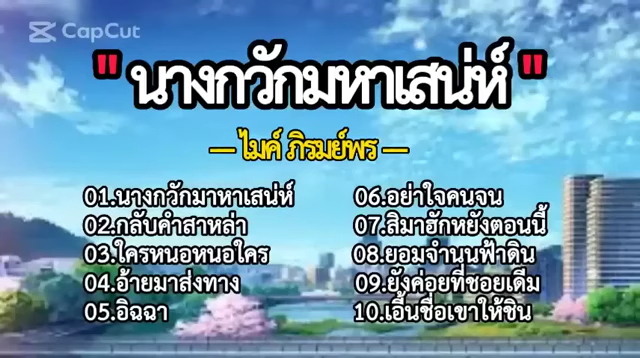 CapCut
" นางกวักมหาเสน่ห์ "
— ไมค์ ภิรมย์พร —
01.นางกวักมาหาเสน่ห์
02.กลับคำสาหล่า
03.ใครหนอหนอใคร
04.อ้ายมาส่งทาง
05.อิฉฉา
06.อย่าใจคนจน
07.สิมาฮักหยังตอนนี้
08.ยอมจำนนฟ้าดิน
09.ยังค่อยที่ซอยเดิม
10.เอิ้นชื่อเขาให้ชิน